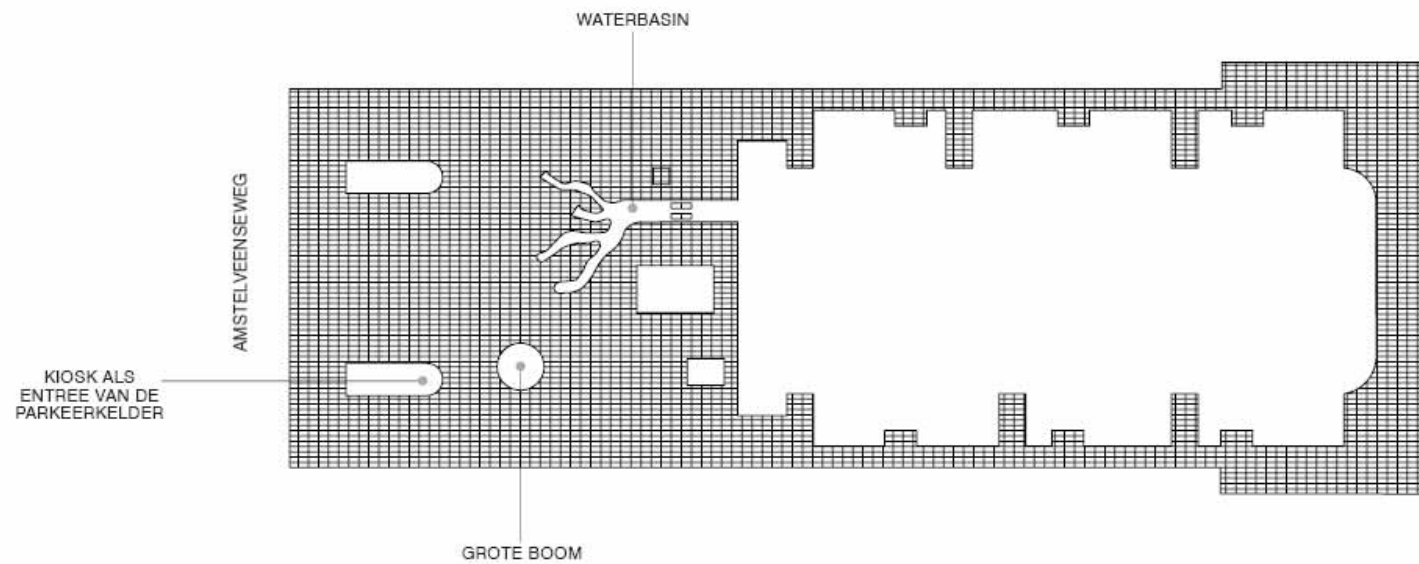 WATERBASIN
AMSTELVEENSEWEG
KIOSK ALS
ENTREE VAN DE
PARKEERKELDER
GROTE BOOM